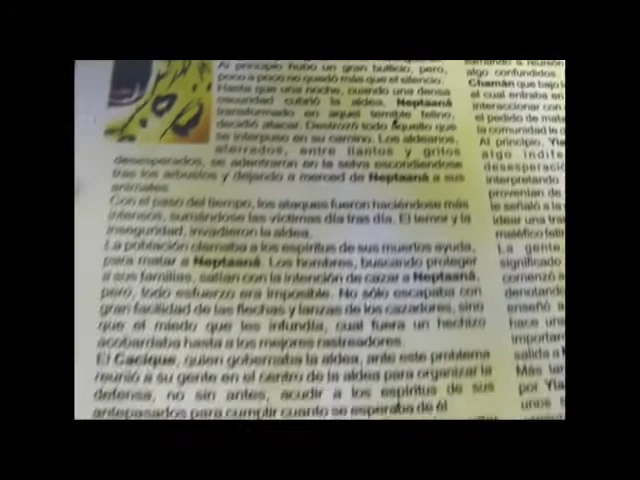 Al principio hubo un gran bullicio, pero,
poco a poco no quedó más que el silencio.
Hasta que una noche, cuando una densa
oscuridad cubrió la aldea, Neptaaná
transformado en aquel terrible felino,
decidió atacar. Destrozó todo aquello que
se interpuso en su camino. Los aldeanos,
aterrados, entre llantos y gritos
desesperados, se adentraron en la selva escondiéndose
tras los arbustos y dejando a merced de Neptaaná a sus
animales.
Con el paso del tiempo, los ataques fueron haciéndose más
intensos, sumándose las víctimas día tras día. El temor y la
inseguridad, invadieron la aldea.
La población clamaba a los espíritus de sus muertos ayuda,
para matar a Neptaaná. Los hombres, buscando proteger
a sus familias, salían con la intención de cazar a Neptaaná,
pero, todo esfuerzo era imposible. No sólo escapaba con
gran facilidad de las flechas y lanzas de los cazadores, sino
que el miedo que les infundía, cual fuera un hechizo
acobardaba hasta a los mejores rastreadores.
El Cacique, quien gobernaba la aldea, ante este problema
reunió a su gente en el centro de la aldea para organizar la
defensa, no sin antes, acudir a los espíritus de sus
antepasados para cumplir cuanto se esperaba de él
algo confundidos.
Chamán que bajo
el cual entraba en
interaccionar con
el pedido de
la comunidad le
Al principio,
algo
interpretando
provenían de
le señaló a la
idear una
maléfico
La gente,
significado
comenzó a
denotando
enseñó a
hace una
important
salida a
Más tar
por
unos